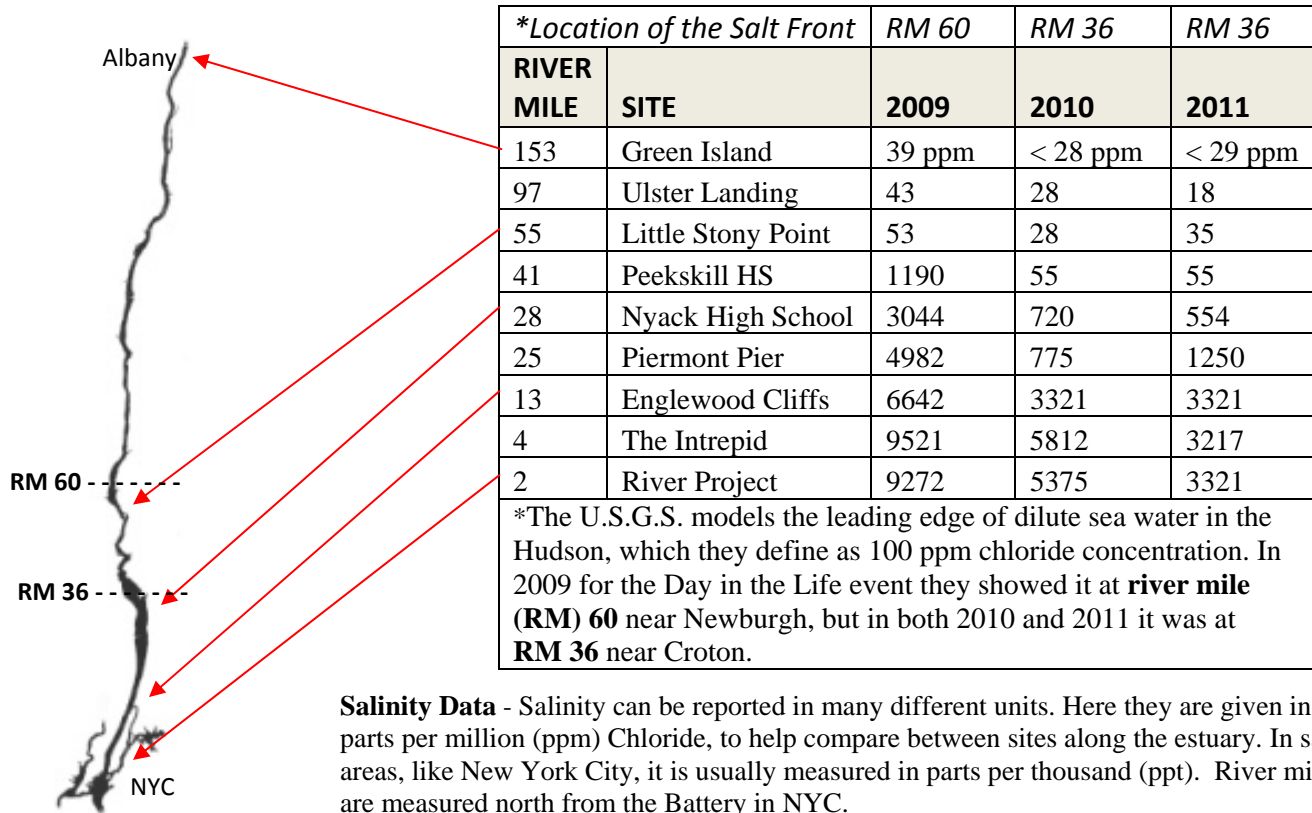 Albany
RM 60 - - - - - - -
RM 36 - - - - - - -
NYC
*Location of the Salt Front RM 60 RM 36 RM 36
RIVER MILE SITE 2009 2010 2011
153 Green Island 39 ppm < 28 ppm < 29 ppm
97 Ulster Landing 43 28 18
55 Little Stony Point 53 28 35
41 Peekskill HS 1190 55 55
28 Nyack High School 3044 720 554
25 Piermont Pier 4982 775 1250
13 Englewood Cliffs 6642 3321 3321
4 The Intrepid 9521 5812 3217
2 River Project 9272 5375 3321
*The U.S.G.S. models the leading edge of dilute sea water in the
Hudson, which they define as 100 ppm chloride concentration. In
2009 for the Day in the Life event they showed it at river mile
(RM) 60 near Newburgh, but in both 2010 and 2011 it was at
RM 36 near Croton.
Salinity Data - Salinity can be reported in many different units. Here they are given in
parts per million (ppm) Chloride, to help compare between sites along the estuary. In
areas, like New York City, it is usually measured in parts per thousand (ppt). River
are measured north from the Battery in NYC.